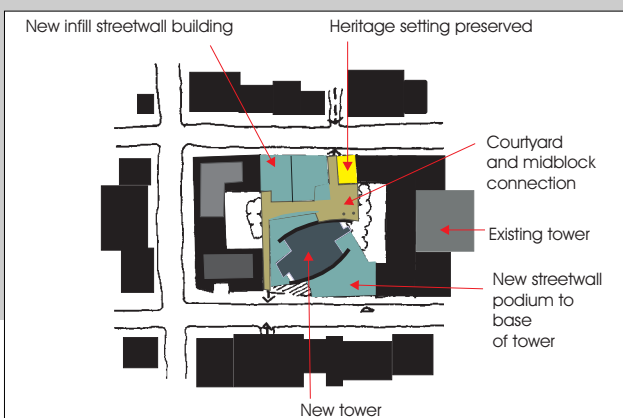 New infill streetwall building
Heritage setting preserved
Courtyard
and midblock
connection
Existing tower
New streetwall
podium to
base
of tower
New tower